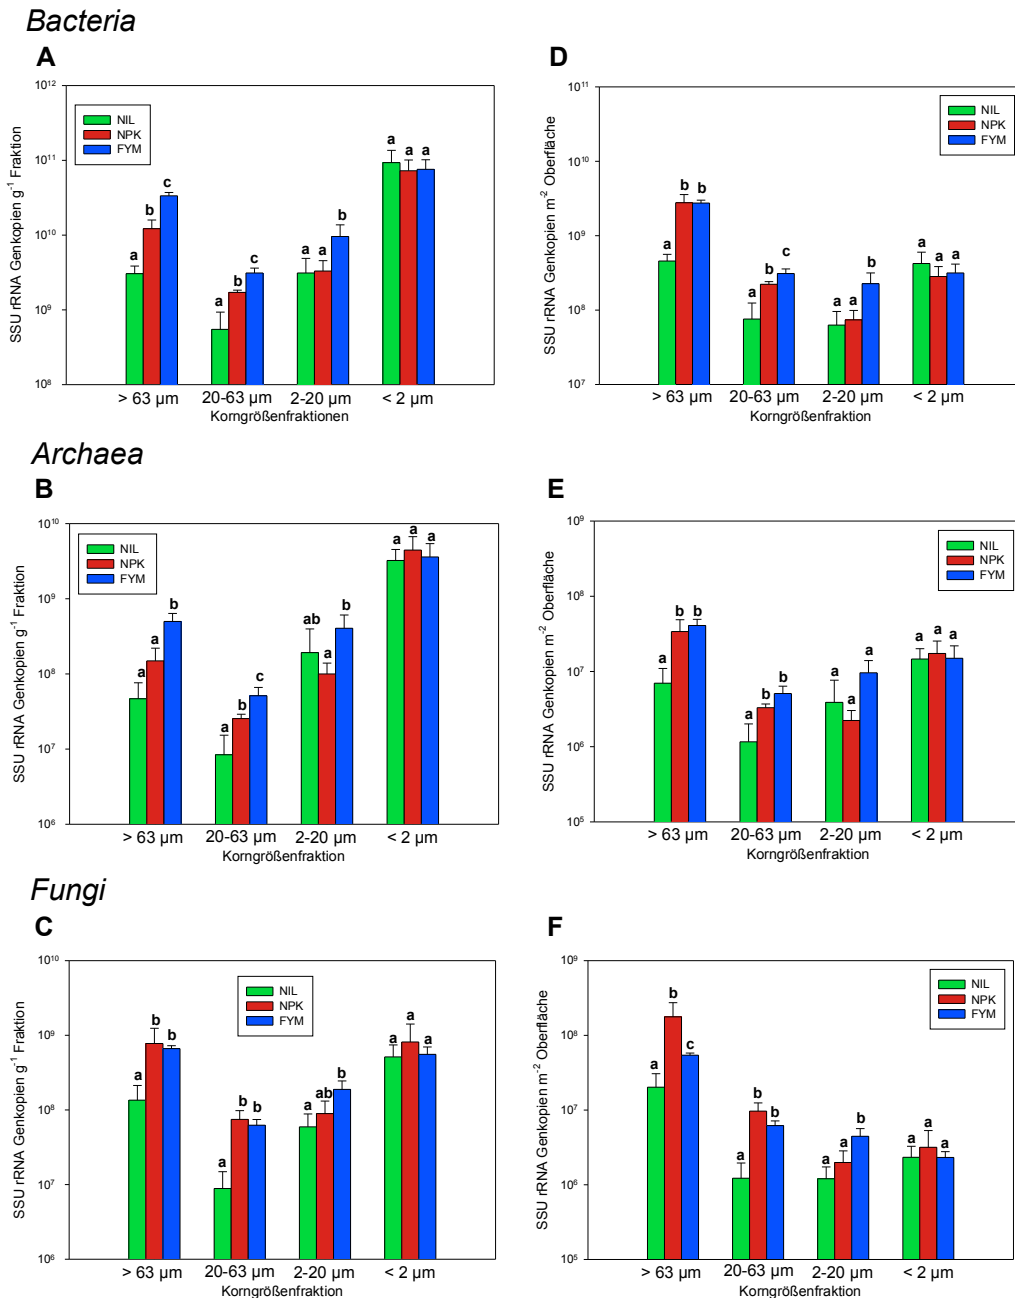 Bacteria
A
SSU rRNA Genkopien g⁻¹ Fraktion
10¹²
10¹¹
10¹⁰
10⁹
10⁸
NIL
NPK
FYM
a b c
a b c
a a b
a a a
> 63 µm 20-63 µm 2-20 µm < 2 µm
Korngrößenfraktionen
D
SSU rRNA Genkopien m⁻² Oberfläche
10¹¹
10¹⁰
10⁹
10⁸
10⁷
NIL
NPK
FYM
a b b
a b c
a a b
a a a
> 63 µm 20-63 µm 2-20 µm < 2 µm
Korngrößenfraktion
Archaea
B
SSU rRNA Genkopien g⁻¹ Fraktion
10¹⁰
10⁹
10⁸
10⁷
10⁶
NIL
NPK
FYM
a a b
a b c
ab a b
a a a
> 63 µm 20-63 µm 2-20 µm < 2 µm
Korngrößenfraktion
E
SSU rRNA Genkopien m⁻² Oberfläche
10⁹
10⁸
10⁷
10⁶
10⁵
NIL
NPK
FYM
a b b
a b b
a a a
a a a
> 63 µm 20-63 µm 2-20 µm < 2 µm
Korngrößenfraktion
Fungi
C
SSU rRNA Genkopien g⁻¹ Fraktion
10¹⁰
10⁹
10⁸
10⁷
10⁶
NIL
NPK
FYM
a b b
a b b
a ab b
a a a
> 63 µm 20-63 µm 2-20 µm < 2 µm
Korngrößenfraktion
F
SSU rRNA Genkopien m⁻² Oberfläche
10⁹
10⁸
10⁷
10⁶
10⁵
NIL
NPK
FYM
a b c
a b b
a a b
a a a
> 63 µm 20-63 µm 2-20 µm < 2 µm
Korngrößenfraktion